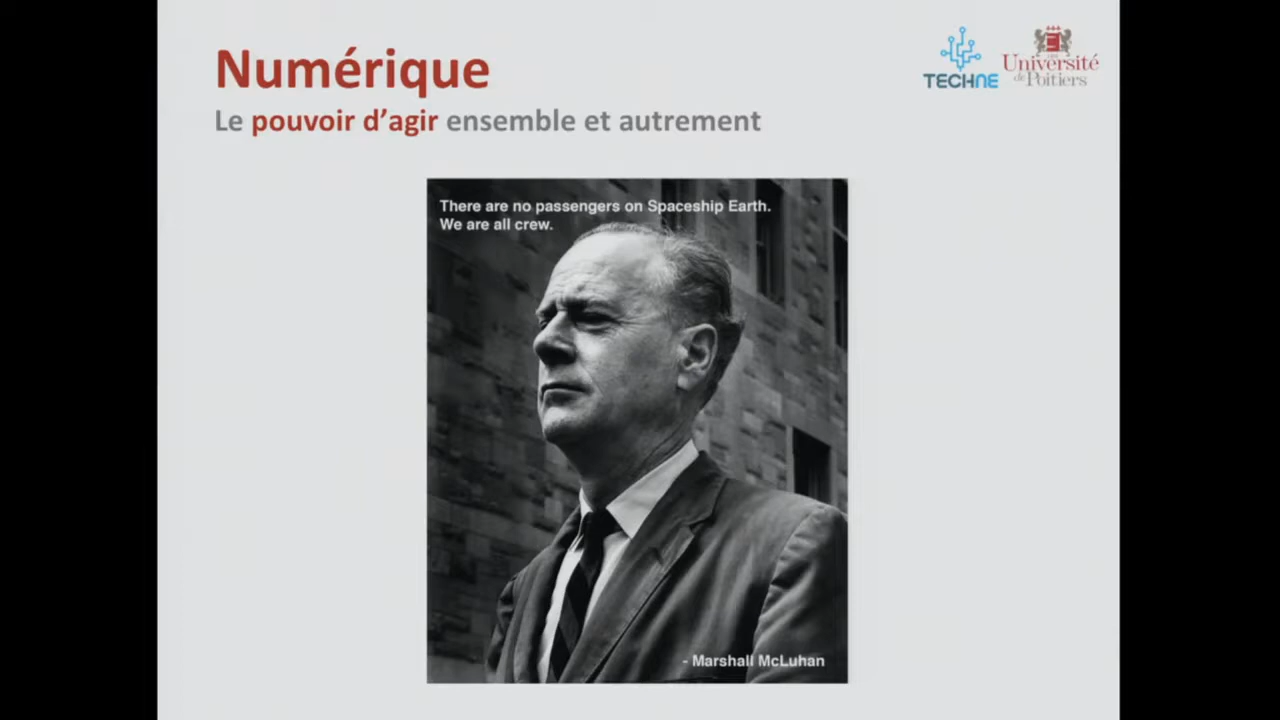 Numérique
Le pouvoir d’agir ensemble et autrement
TECHNE
Université
de Poitiers
There are no passengers on Spaceship Earth.
We are all crew.
- Marshall McLuhan